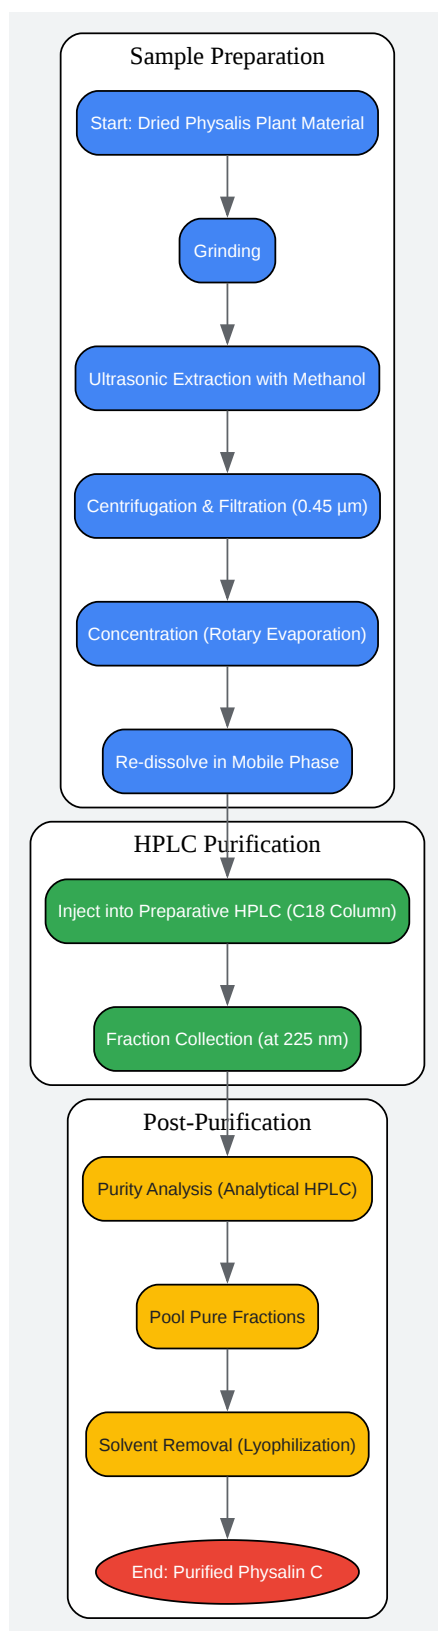 Sample Preparation
Start: Dried Physalis Plant Material
Grinding
Ultrasonic Extraction with Methanol
Centrifugation & Filtration (0.45 µm)
Concentration (Rotary Evaporation)
Re-dissolve in Mobile Phase
HPLC Purification
Inject into Preparative HPLC (C18 Column)
Fraction Collection (at 225 nm)
Post-Purification
Purity Analysis (Analytical HPLC)
Pool Pure Fractions
Solvent Removal (Lyophilization)
End: Purified Physalin C